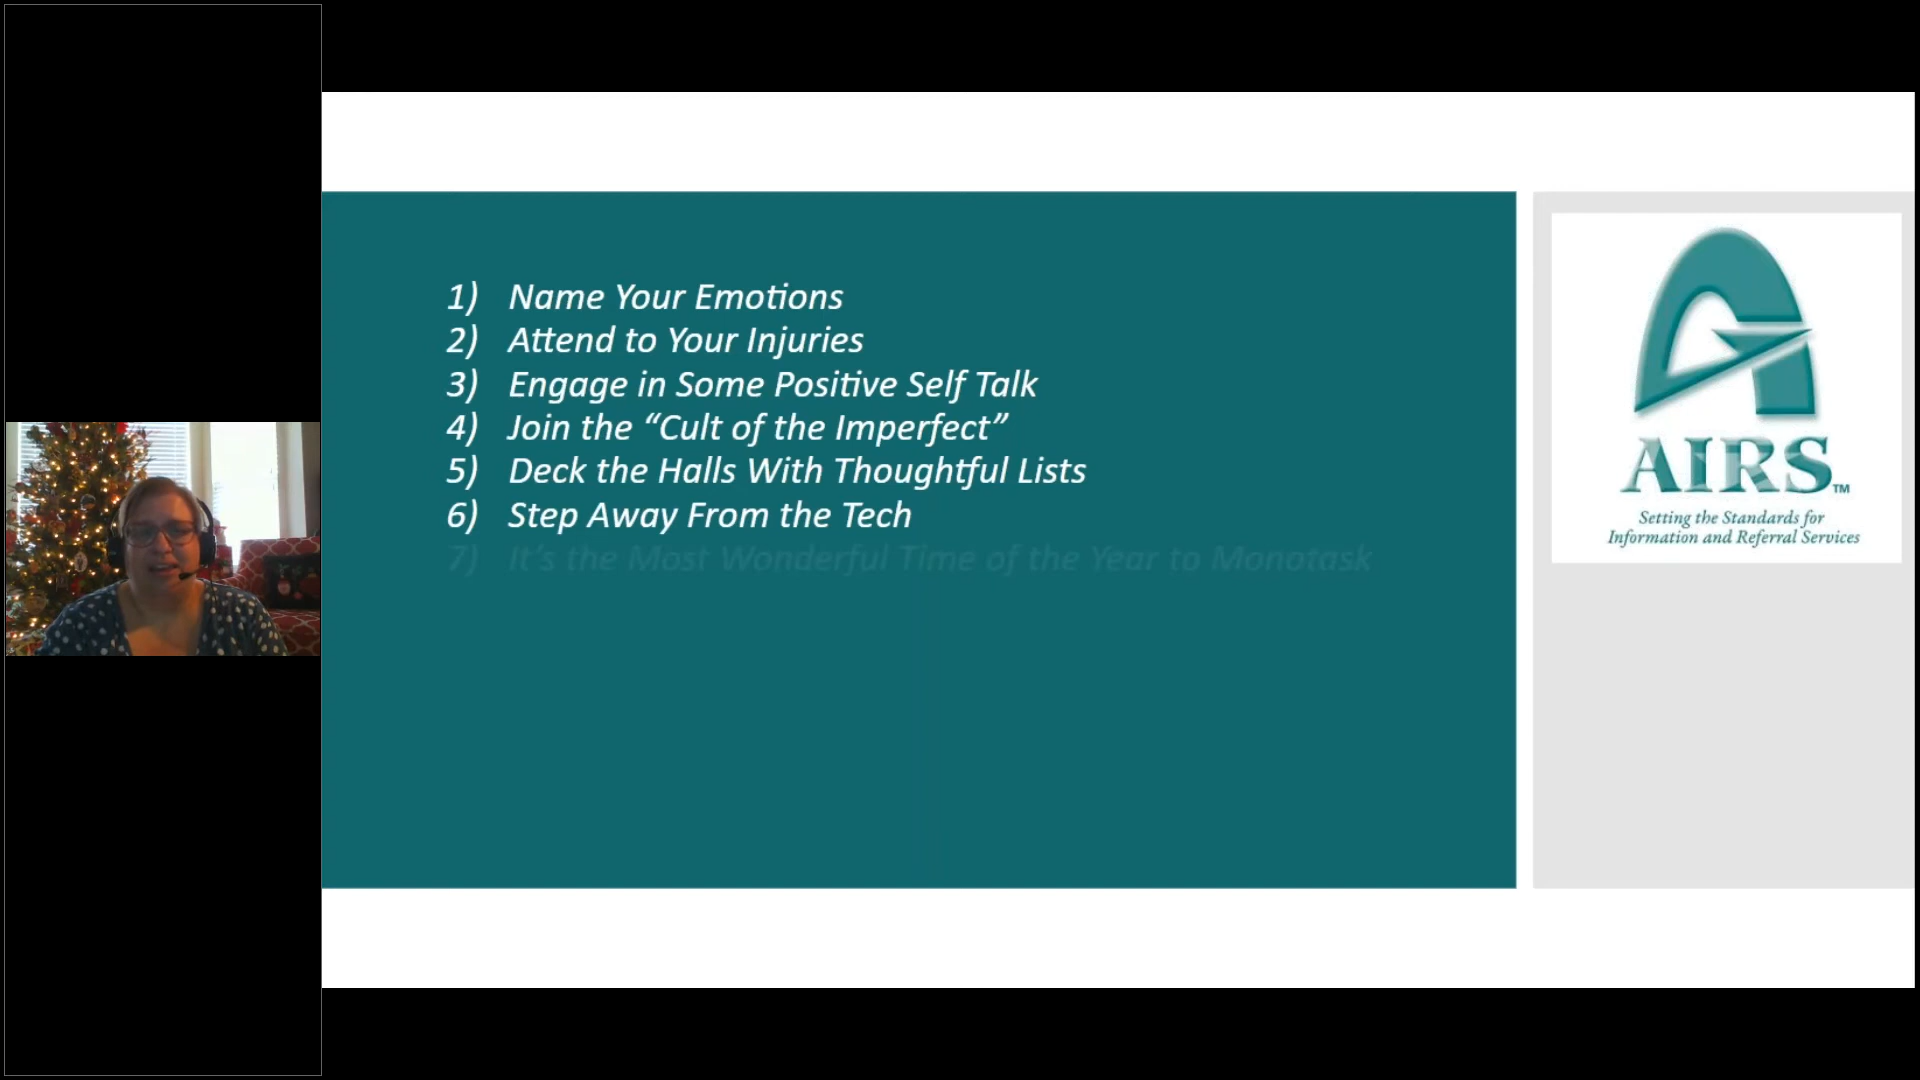 1) Name Your Emotions
2) Attend to Your Injuries
3) Engage in Some Positive Self Talk
4) Join the “Cult of the Imperfect”
5) Deck the Halls With Thoughtful Lists
6) Step Away From the Tech
7) It’s the Most Wonderful Time of the Year to Monotask
AIRS™
Setting the Standards for
Information and Referral Services